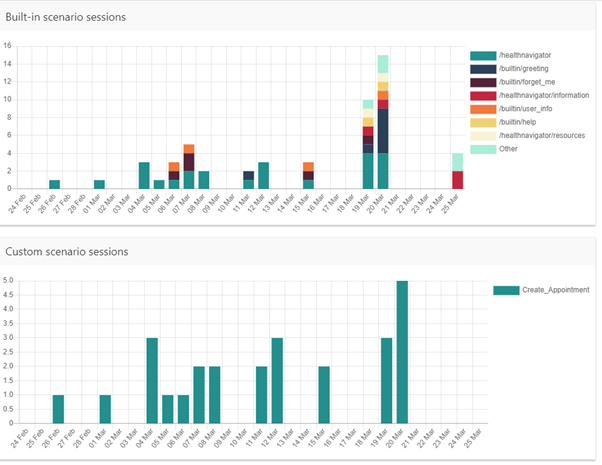 Built-in scenario sessions
16
14
12
10
8
6
4
2
0
24 Feb 25 Feb 26 Feb 27 Feb 28 Feb 01 Mar 02 Mar 03 Mar 04 Mar 05 Mar 06 Mar 07 Mar 08 Mar 09 Mar 10 Mar 11 Mar 12 Mar 13 Mar 14 Mar 15 Mar 16 Mar 17 Mar 18 Mar 19 Mar 20 Mar 21 Mar 22 Mar 23 Mar 24 Mar 25 Mar
/healthnavigator
/builtin/greeting
/builtin/forget_me
/healthnavigator/information
/builtin/user_info
/builtin/help
/healthnavigator/resources
Other
Custom scenario sessions
5.0
4.5
4.0
3.5
3.0
2.5
2.0
1.5
1.0
0.5
0
24 Feb 25 Feb 26 Feb 27 Feb 28 Feb 01 Mar 02 Mar 03 Mar 04 Mar 05 Mar 06 Mar 07 Mar 08 Mar 09 Mar 10 Mar 11 Mar 12 Mar 13 Mar 14 Mar 15 Mar 16 Mar 17 Mar 18 Mar 19 Mar 20 Mar 21 Mar 22 Mar 23 Mar 24 Mar 25 Mar
Create_Appointment